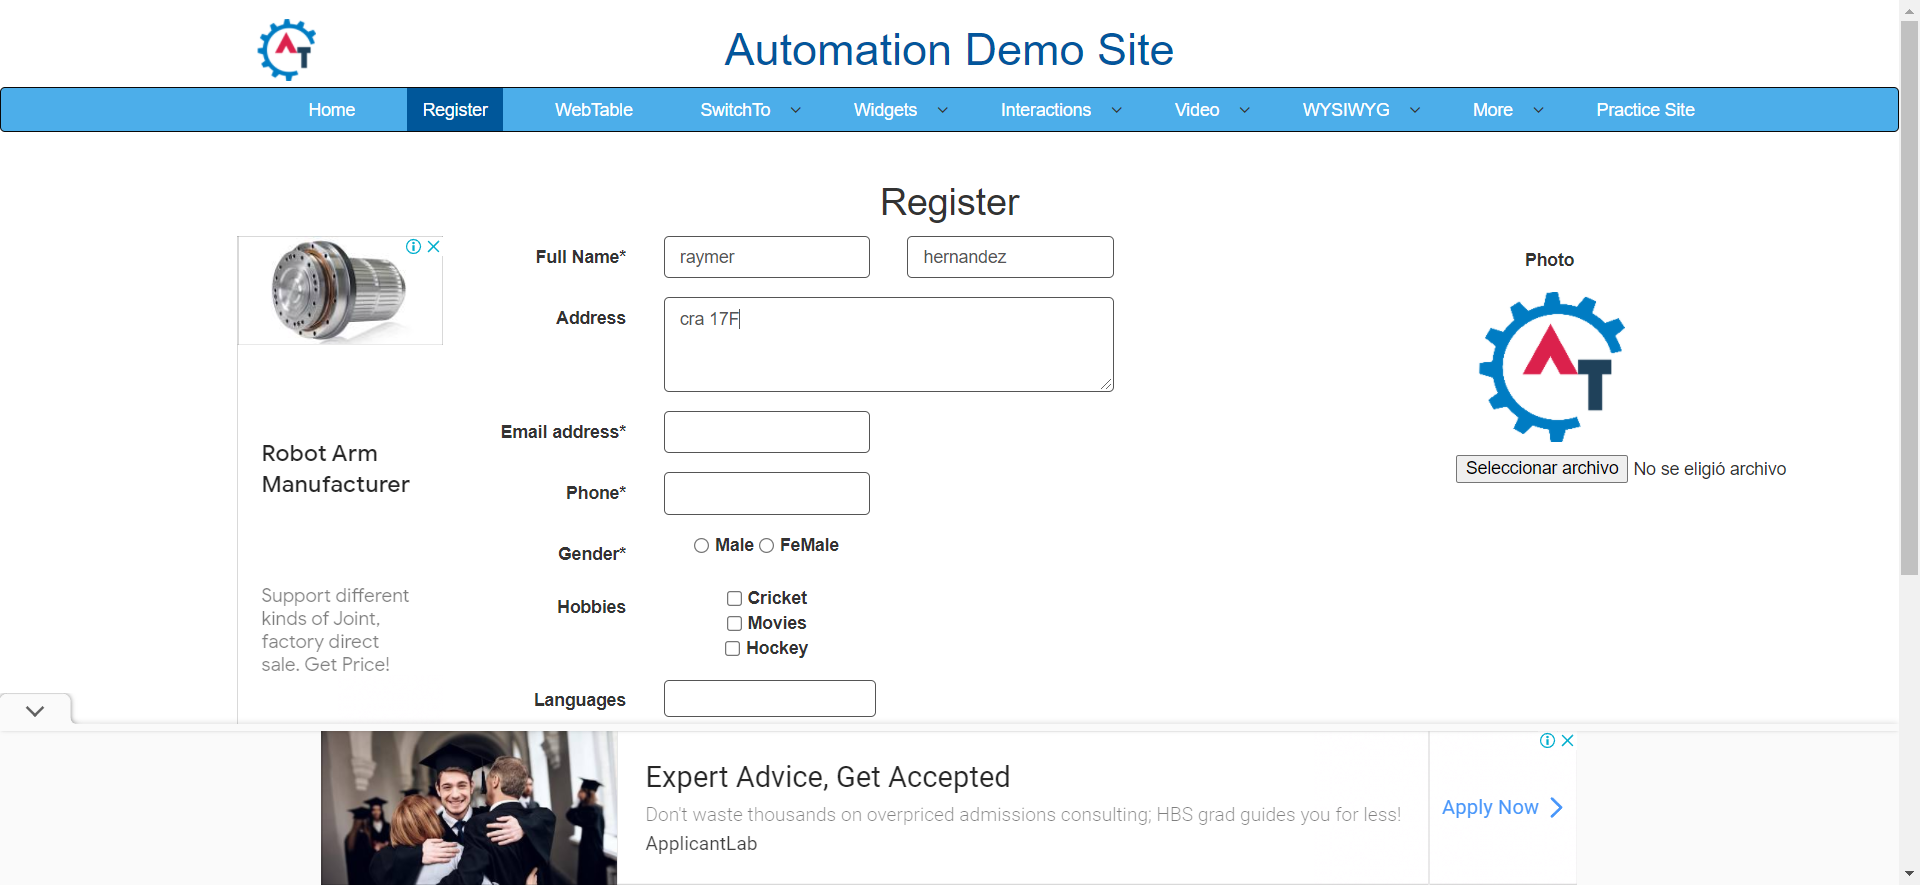 AT
Automation Demo Site
Home Register WebTable SwitchTo Widgets Interactions Video WYSIWYG More Practice Site
Register
Full Name* raymer hernandez
Address cra 17F
Email address*
Phone*
Gender* Male FeMale
Hobbies Cricket
Movies
Hockey
Languages
Photo
AT
Seleccionar archivo No se eligió archivo
Robot Arm
Manufacturer
Support different
kinds of Joint,
factory direct
sale. Get Price!
Expert Advice, Get Accepted
Don't waste thousands on overpriced admissions consulting; HBS grad guides you for less!
ApplicantLab
Apply Now